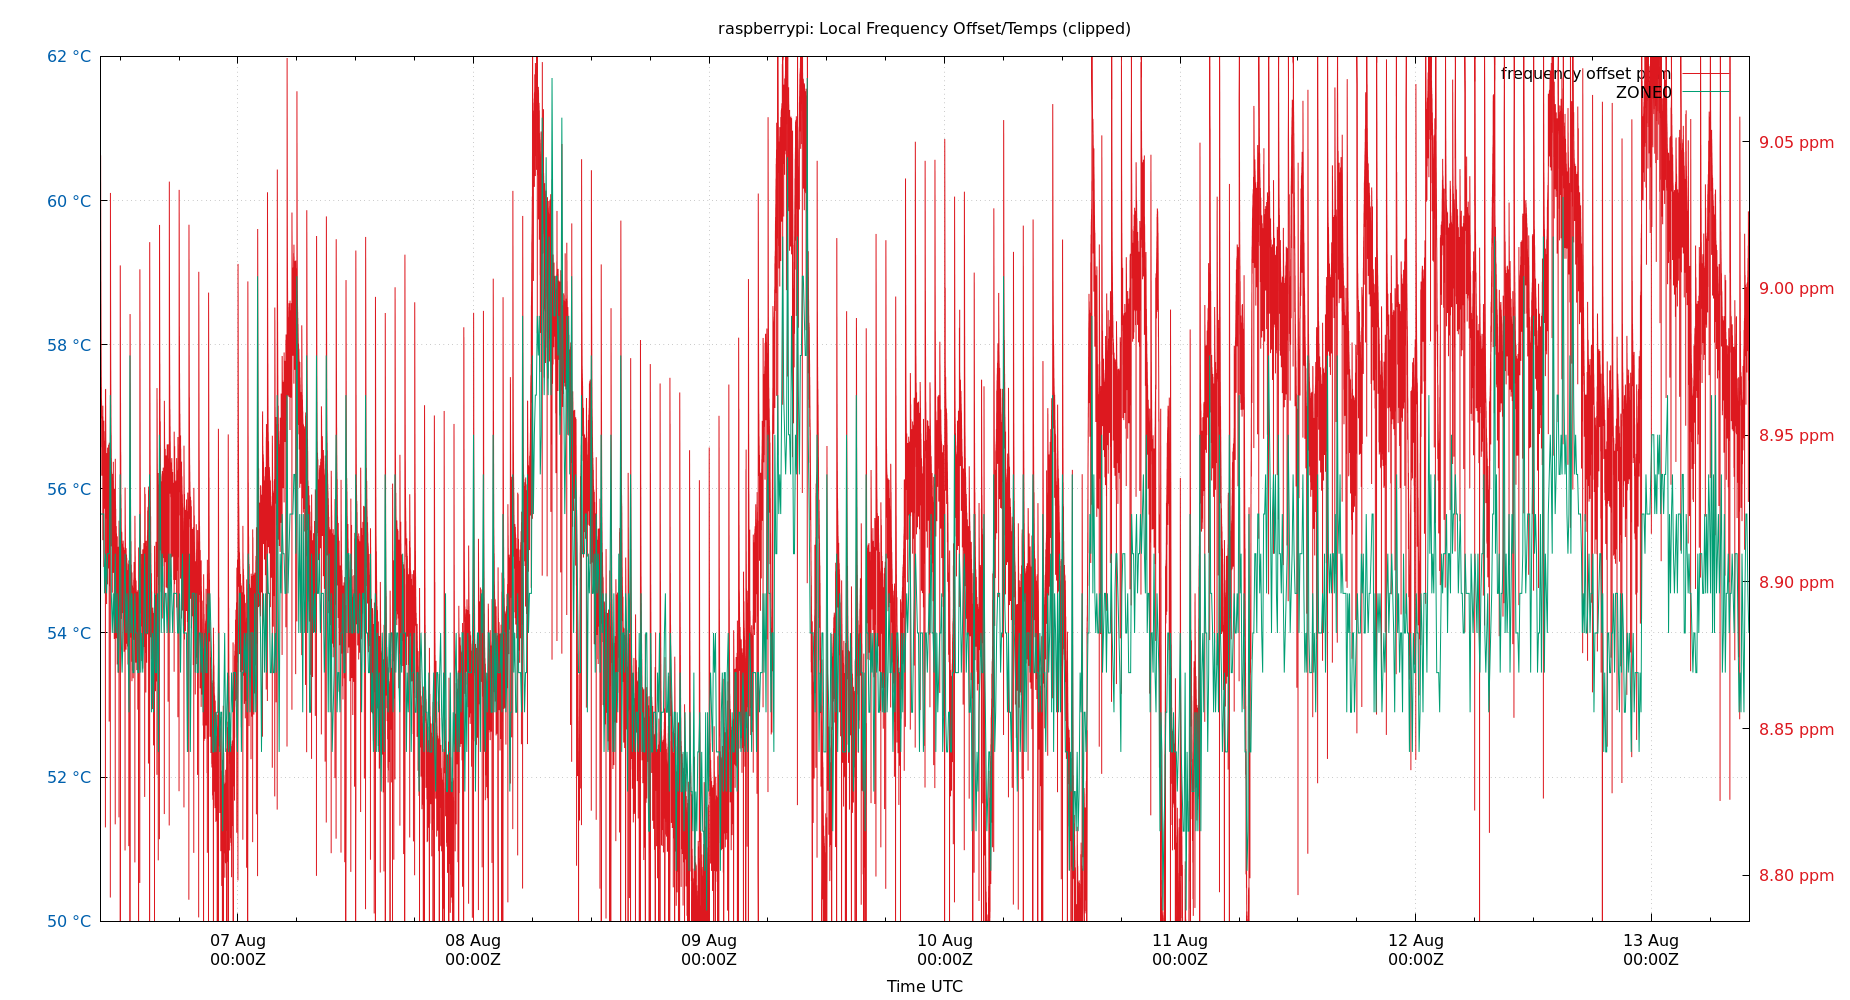 raspberrypi: Local Frequency Offset/Temps (clipped)
62 °C
60 °C
58 °C
56 °C
54 °C
52 °C
50 °C
frequency offset ppm
ZONE0
9.05 ppm
9.00 ppm
8.95 ppm
8.90 ppm
8.85 ppm
8.80 ppm
07 Aug
00:00Z
08 Aug
00:00Z
09 Aug
00:00Z
10 Aug
00:00Z
11 Aug
00:00Z
12 Aug
00:00Z
13 Aug
00:00Z
Time UTC